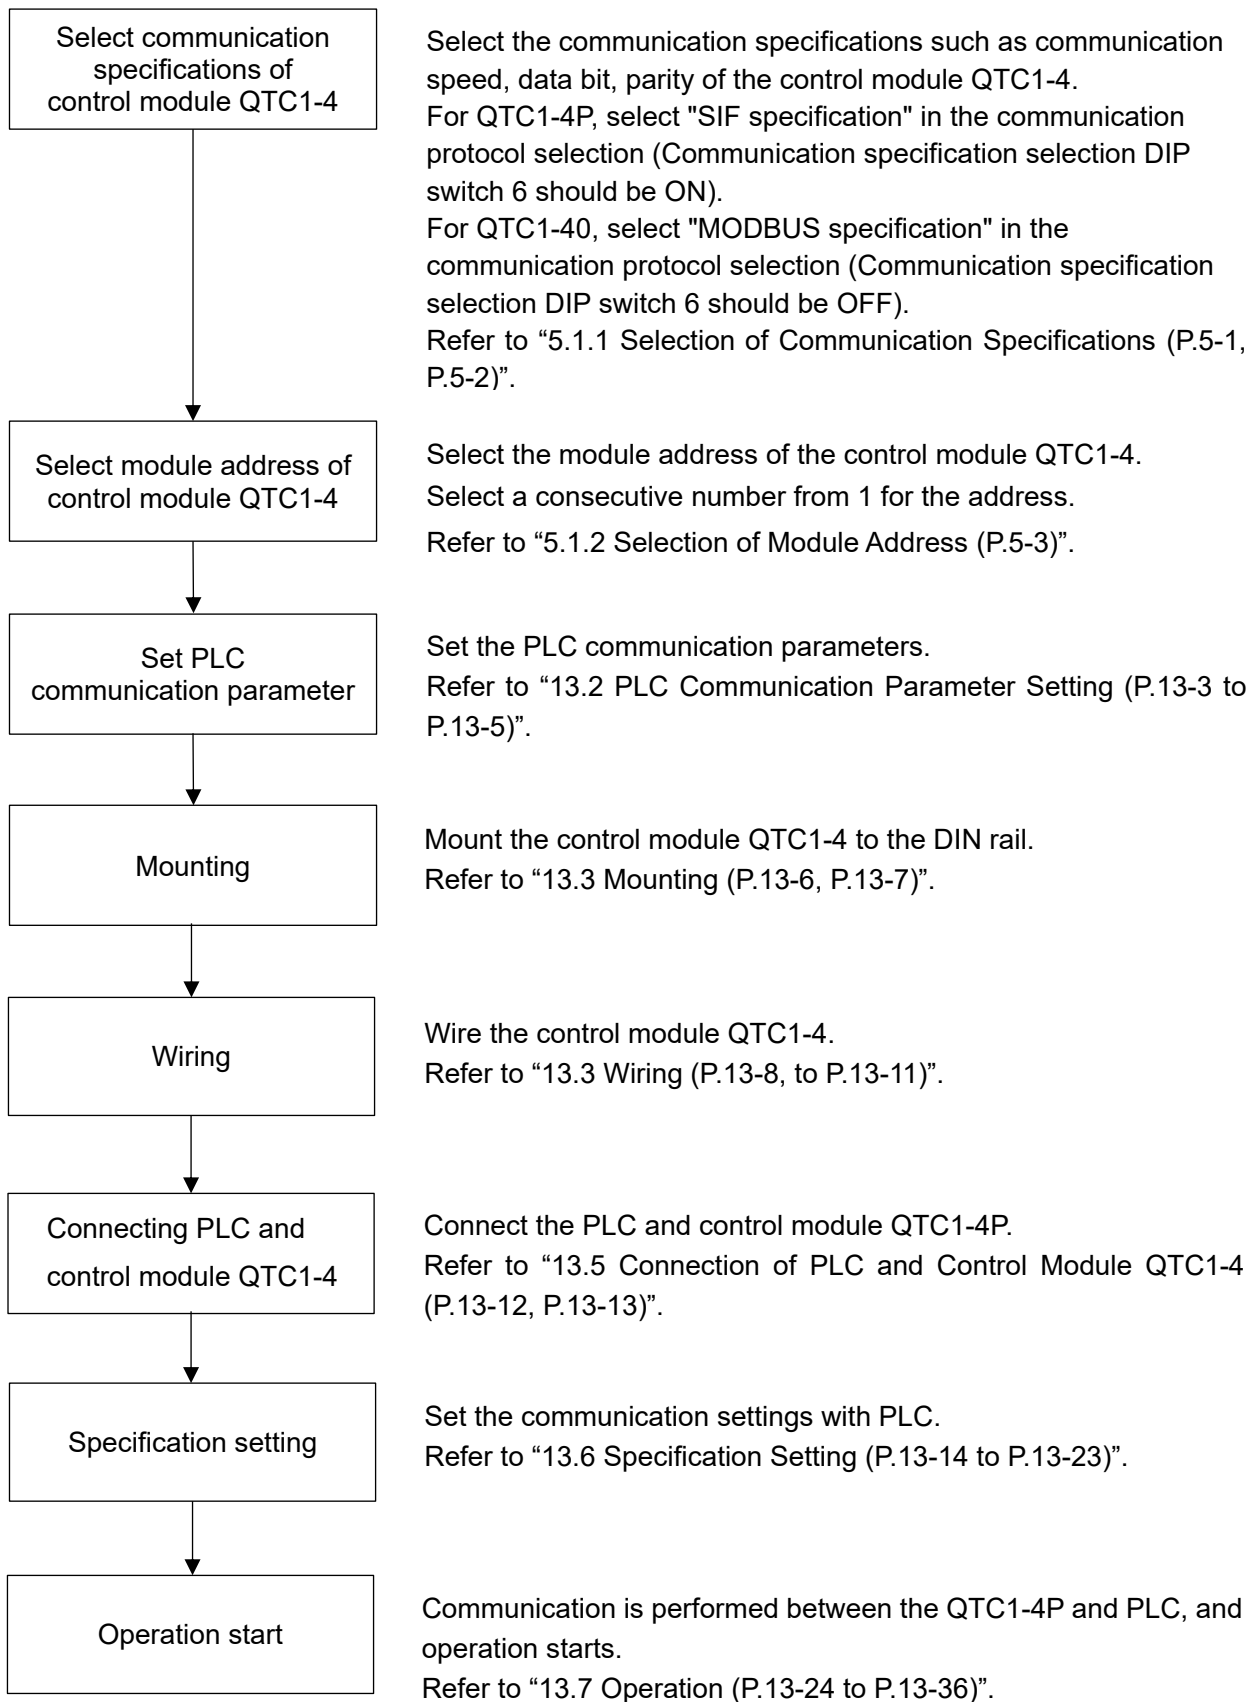 Select communication
specifications of
control module QTC1-4
Select the communication specifications such as communication
speed, data bit, parity of the control module QTC1-4.
For QTC1-4P, select "SIF specification" in the communication
protocol selection (Communication specification selection DIP
switch 6 should be ON).
For QTC1-40, select "MODBUS specification" in the
communication protocol selection (Communication specification
selection DIP switch 6 should be OFF).
Refer to “5.1.1 Selection of Communication Specifications (P.5-1,
P.5-2)”.
Select module address of
control module QTC1-4
Select the module address of the control module QTC1-4.
Select a consecutive number from 1 for the address.
Refer to “5.1.2 Selection of Module Address (P.5-3)”.
Set PLC
communication parameter
Set the PLC communication parameters.
Refer to “13.2 PLC Communication Parameter Setting (P.13-3 to
P.13-5)”.
Mounting
Mount the control module QTC1-4 to the DIN rail.
Refer to “13.3 Mounting (P.13-6, P.13-7)”.
Wiring
Wire the control module QTC1-4.
Refer to “13.3 Wiring (P.13-8, to P.13-11)”.
Connecting PLC and
control module QTC1-4
Connect the PLC and control module QTC1-4P.
Refer to “13.5 Connection of PLC and Control Module QTC1-4
(P.13-12, P.13-13)”.
Specification setting
Set the communication settings with PLC.
Refer to “13.6 Specification Setting (P.13-14 to P.13-23)”.
Operation start
Communication is performed between the QTC1-4P and PLC, and
operation starts.
Refer to “13.7 Operation (P.13-24 to P.13-36)”.